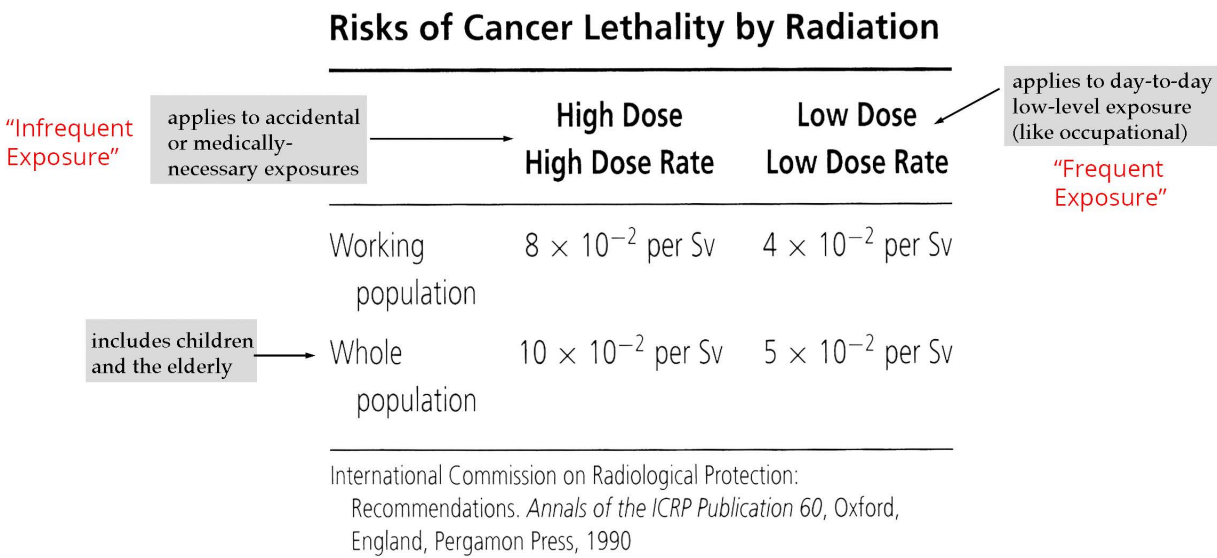 Risks of Cancer Lethality by Radiation
“Infrequent
Exposure”
applies to accidental
or medically-
necessary exposures
High Dose
High Dose Rate
Low Dose
Low Dose Rate
applies to day-to-day
low-level exposure
(like occupational)
“Frequent
Exposure”
Working
population
8 × 10⁻² per Sv
4 × 10⁻² per Sv
includes children
and the elderly
Whole
population
10 × 10⁻² per Sv
5 × 10⁻² per Sv
International Commission on Radiological Protection:
Recommendations. Annals of the ICRP Publication 60, Oxford,
England, Pergamon Press, 1990